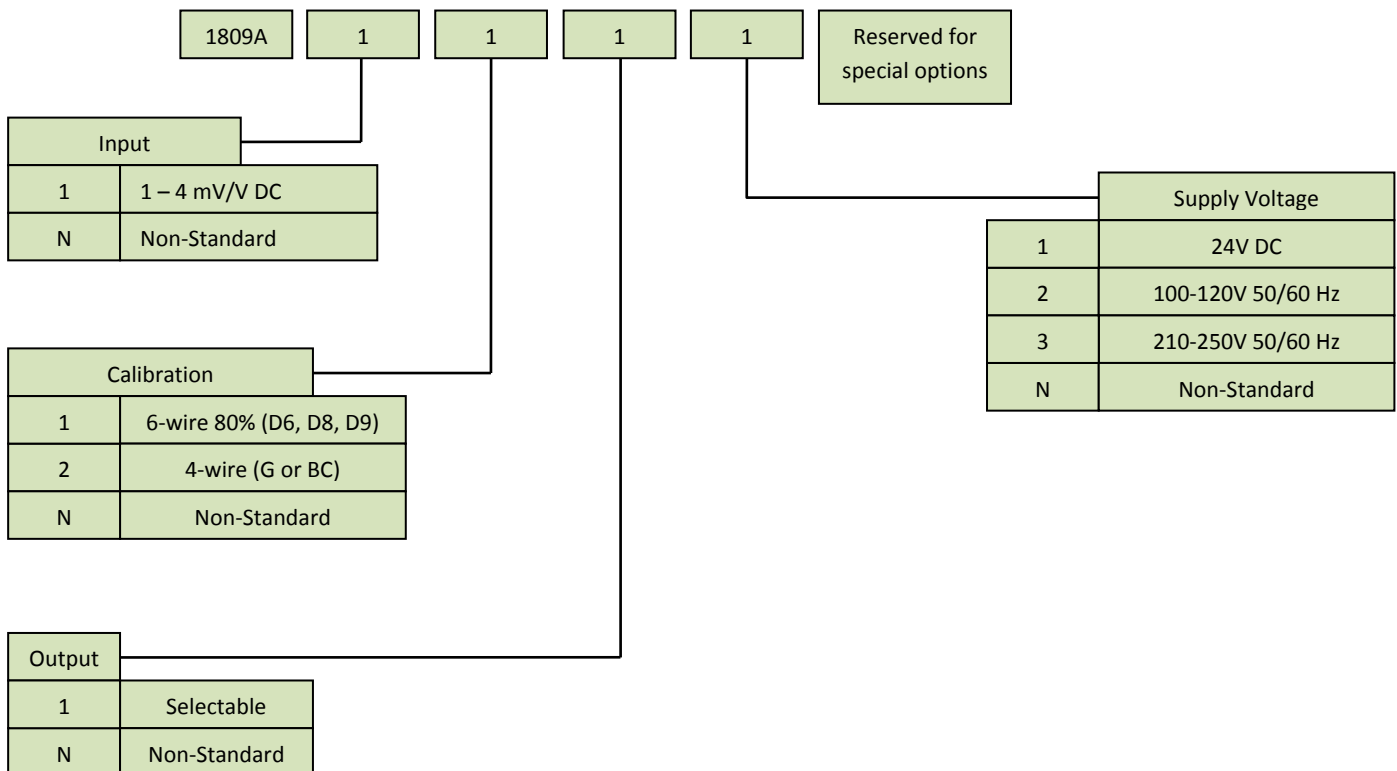 1809A 1 1 1 1 Reserved for
special options
Input
1 1 – 4 mV/V DC
N Non-Standard
Supply Voltage
1 24V DC
2 100-120V 50/60 Hz
3 210-250V 50/60 Hz
N Non-Standard
Calibration
1 6-wire 80% (D6, D8, D9)
2 4-wire (G or BC)
N Non-Standard
Output
1 Selectable
N Non-Standard